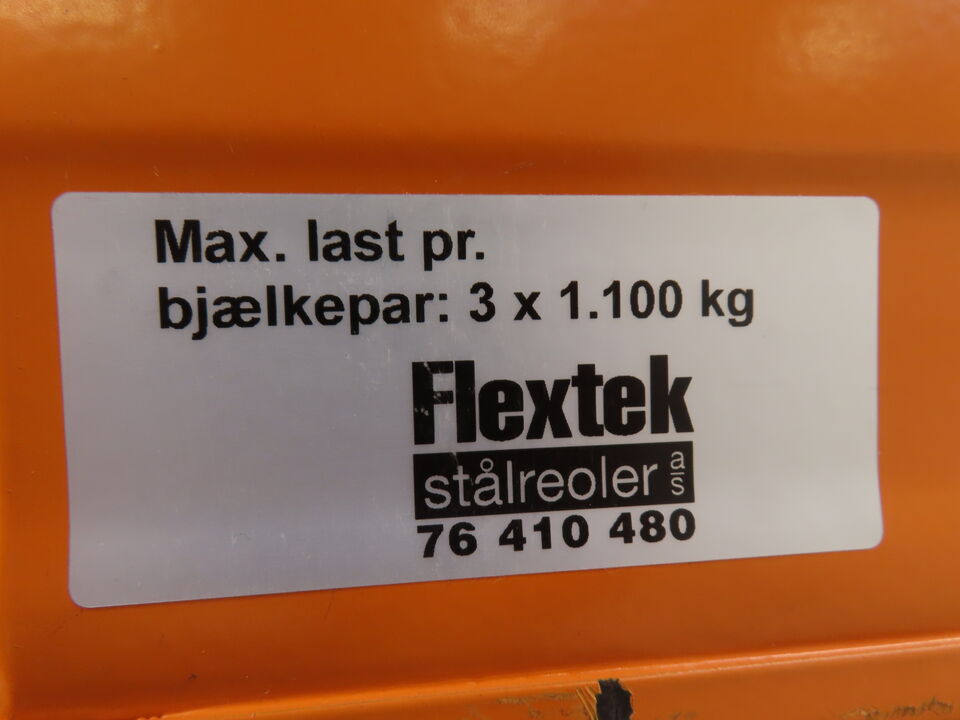 Max. last pr.
bjælkepar: 3 x 1.100 kg
Flextek
stålreoler a/s
76 410 480